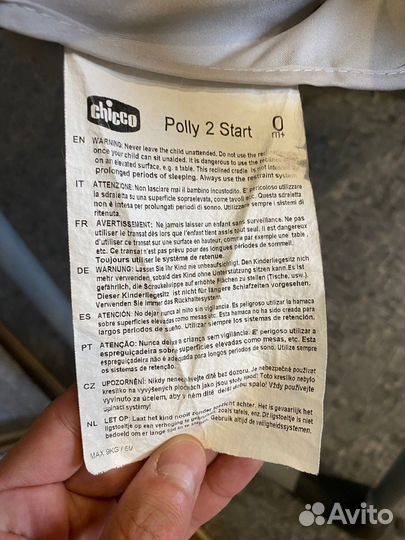 chicco
Polly 2 Start
0
m+
EN WARNING: Never leave the child unattended. Do not use the
once your child can sit unaided. It is dangerous to use the
on an elevated surface, e.g. a table. This reclined cradle is not
prolonged periods of sleeping. Always use the restraint system
IT ATTENZIONE: Non lasciare mai il bambino incustodito. E' pericoloso utilizzare
la sdraietta su una superfice sopraelevata, come tavoli etc. Questa sdraietta
non è intesa per prolungati periodi di sonno. Utilizzare sempre i sistemi di
ritenuta.
FR AVERTISSEMENT: Ne jamais laisser un enfant sans surveillance. Ne pas
utiliser le transat dès lors que l'enfant tient assis tout seul. Il est dangereux
d'utiliser ce transat sur une surface en hauteur, comme par exemple une table,
etc. Ce transat n'est pas prévu pour des longues périodes de sommeil.
Toujours utiliser le système de retenue.
DE WARNUNG: Lassen Sie Ihr Kind nie unbeaufsichtigt. Den Kinderliegesitz nicht
mehr verwenden, sobald das Kind ohne Unterstützung sitzen kann. Es ist
gefährlich, die Schaukelwippe auf erhöhte Flächen zu stellen (Tische, usw.).
Dieser Kinderliegesitz ist nicht für längere Schlafzeiten vorgesehen.
Verwenden Sie immer das Rückhaltesystem.
ES ATENCIÓN: No dejar nunca al niño sin vigilancia. Es peligroso utilizar la hamaca
sobre superficies elevadas como mesas etc. Esta hamaca no ha sido creada para
largos períodos de sueño. Utilizar siempre los sistemas de retención.
PT ATENÇÃO: Nunca deixar a criança sem vigilância. E' perigoso utilizar a
espreguiçadeira sobre superfícies elevadas como mesas, etc. Esta
espreguiçadeira não é adequada para longos períodos de sono. Utilize
sempre os sistemas de retenção.
CZ UPOZORNĚNÍ: Nikdy nenechávejte dítě bez dozoru. Je nebezpečné používat
křesílko na vyvýšených plochách jako jsou stoly Toto kresílko nebylo
vyvinuto za účelem, aby v něm dítě delší dobu spalo! Vždy používat
upínací systémy!
NL LET OP: Laat het kind nooit zonder toezicht achter. Het is gevaarlijk het
ligstoeltje op een verhoging te gebruiken, zoals tafels, enz. Dit ligstoeltje is niet
bedoeld om er lange tijd in te slapen. Gebruik altijd de veiligheidssystemen.
MAX 9KG / 6M
Avito